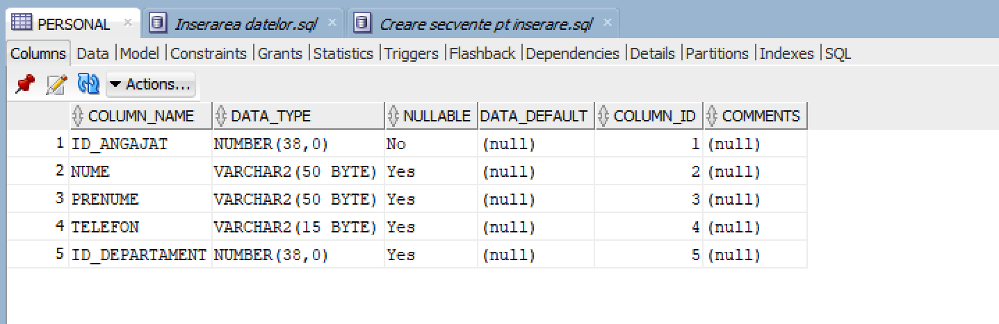 PERSONAL Inserarea datelor.sql Creare secvente pt inserare.sql
Columns Data Model Constraints Grants Statistics Triggers Flashback Dependencies Details Partitions Indexes SQL
Actions...
COLUMN_NAME DATA_TYPE NULLABLE DATA_DEFAULT COLUMN_ID COMMENTS
1 ID_ANGAJAT NUMBER(38,0) No (null) 1 (null)
2 NUME VARCHAR2(50 BYTE) Yes (null) 2 (null)
3 PRENUME VARCHAR2(50 BYTE) Yes (null) 3 (null)
4 TELEFON VARCHAR2(15 BYTE) Yes (null) 4 (null)
5 ID_DEPARTAMENT NUMBER(38,0) Yes (null) 5 (null)